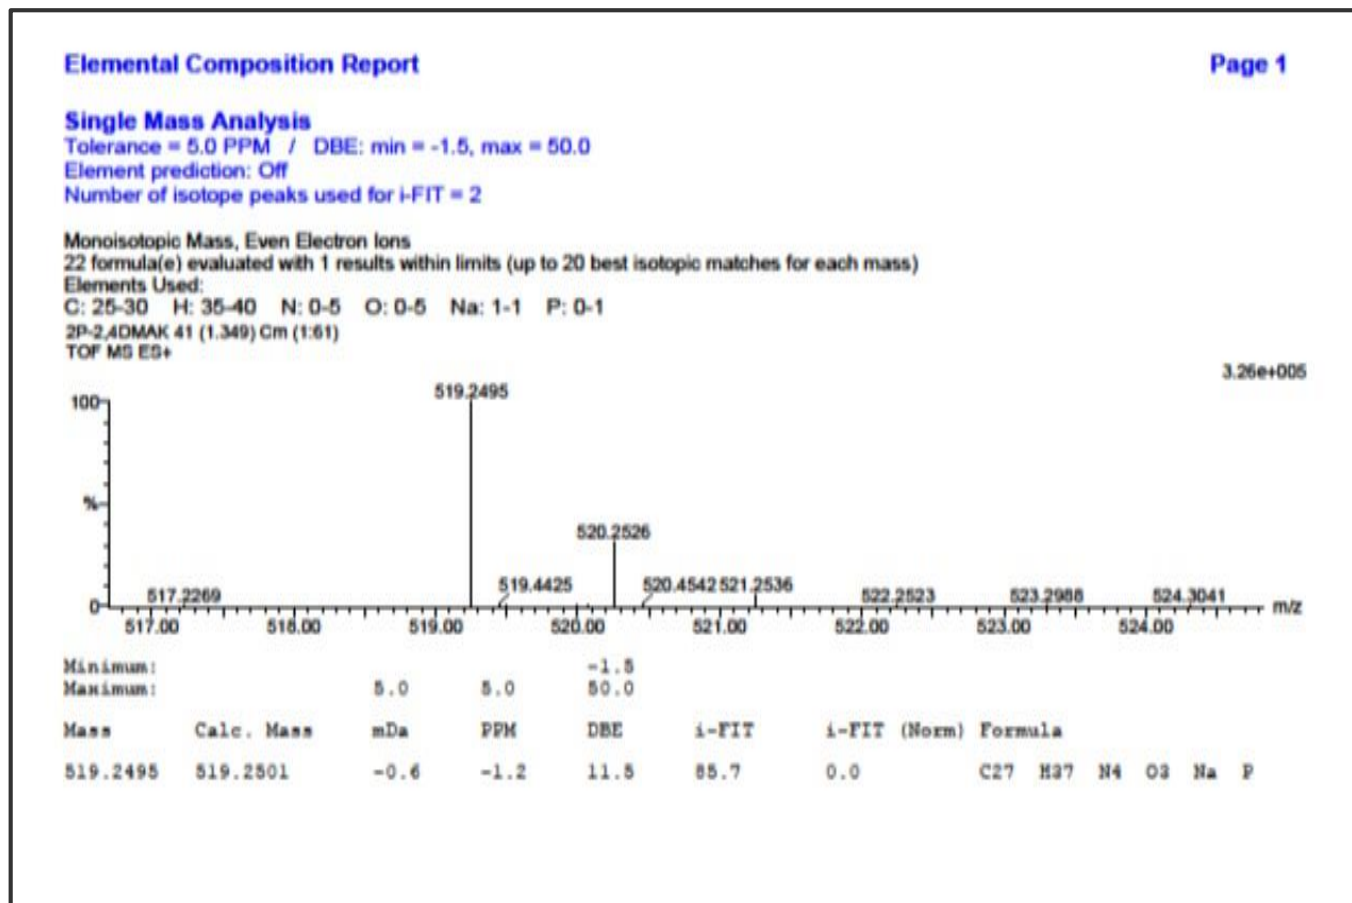 Elemental Composition Report Page 1
Single Mass Analysis
Tolerance = 5.0 PPM / DBE: min = -1.5, max = 50.0
Element prediction: Off
Number of isotope peaks used for i-FIT = 2
Monoisotopic Mass, Even Electron Ions
22 formula(e) evaluated with 1 results within limits (up to 20 best isotopic matches for each mass)
Elements Used:
C: 25-30 H: 35-40 N: 0-5 O: 0-5 Na: 1-1 P: 0-1
2P-2,4DMAK 41 (1.349) Cm (1:61)
TOF MS ES+
3.26e+005
519.2495
100
%
520.2526
519.4425 520.4542 521.2536
517.2269 522.2523 523.2988 524.3041
0 m/z
517.00 518.00 519.00 520.00 521.00 522.00 523.00 524.00
Minimum: -1.5
Maximum: 5.0 5.0 50.0
Mass Calc. Mass mDa PPM DBE i-FIT i-FIT (Norm) Formula
519.2495 519.2501 -0.6 -1.2 11.5 85.7 0.0 C27 H37 N4 O3 Na P